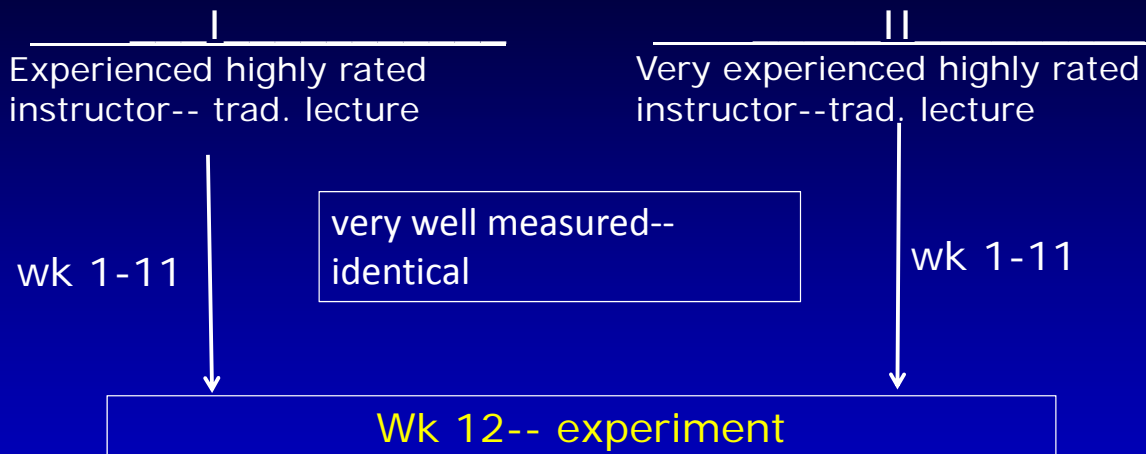 I
II
Experienced highly rated
instructor-- trad. lecture
Very experienced highly rated
instructor--trad. lecture
very well measured--
identical
wk 1-11
wk 1-11
Wk 12-- experiment